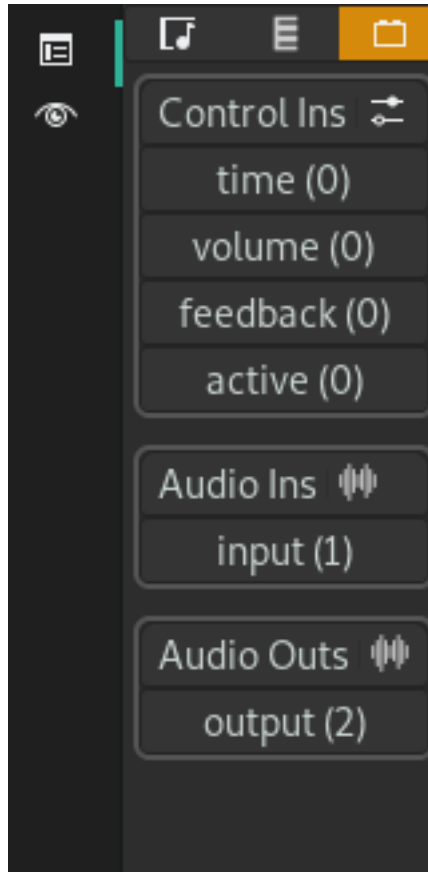 Control Ins
time (0)
volume (0)
feedback (0)
active (0)
Audio Ins
input (1)
Audio Outs
output (2)